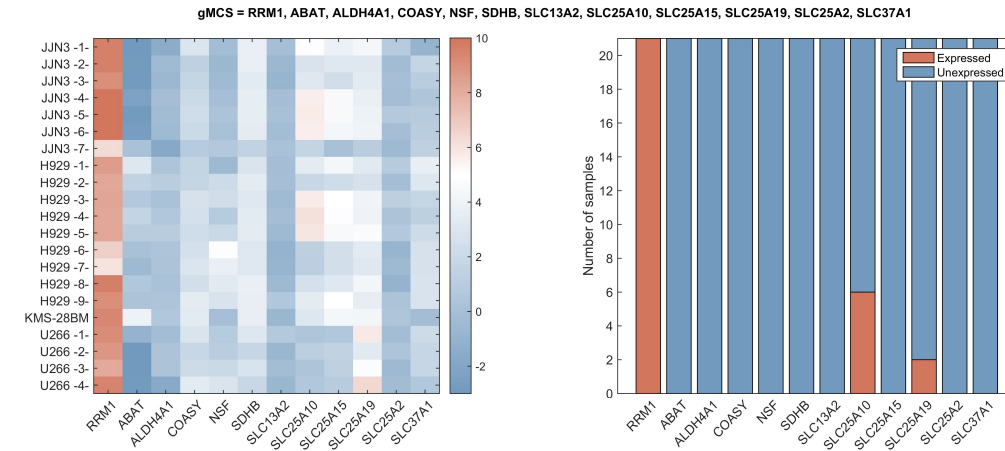 gMCS = RRM1, ABAT, ALDH4A1, COASY, NSF, SDHB, SLC13A2, SLC25A10, SLC25A15, SLC25A19, SLC25A2, SLC37A1
JJN3 -1-
JJN3 -2-
JJN3 -3-
JJN3 -4-
JJN3 -5-
JJN3 -6-
JJN3 -7-
H929 -1-
H929 -2-
H929 -3-
H929 -4-
H929 -5-
H929 -6-
H929 -7-
H929 -8-
H929 -9-
KMS-28BM
U266 -1-
U266 -2-
U266 -3-
U266 -4-
RRM1
ABAT
ALDH4A1
COASY
NSF
SDHB
SLC13A2
SLC25A10
SLC25A15
SLC25A19
SLC25A2
SLC37A1
10
8
6
4
2
0
-2
Number of samples
20
18
16
14
12
10
8
6
4
2
0
Expressed
Unexpressed
RRM1
ABAT
ALDH4A1
COASY
NSF
SDHB
SLC13A2
SLC25A10
SLC25A15
SLC25A19
SLC25A2
SLC37A1